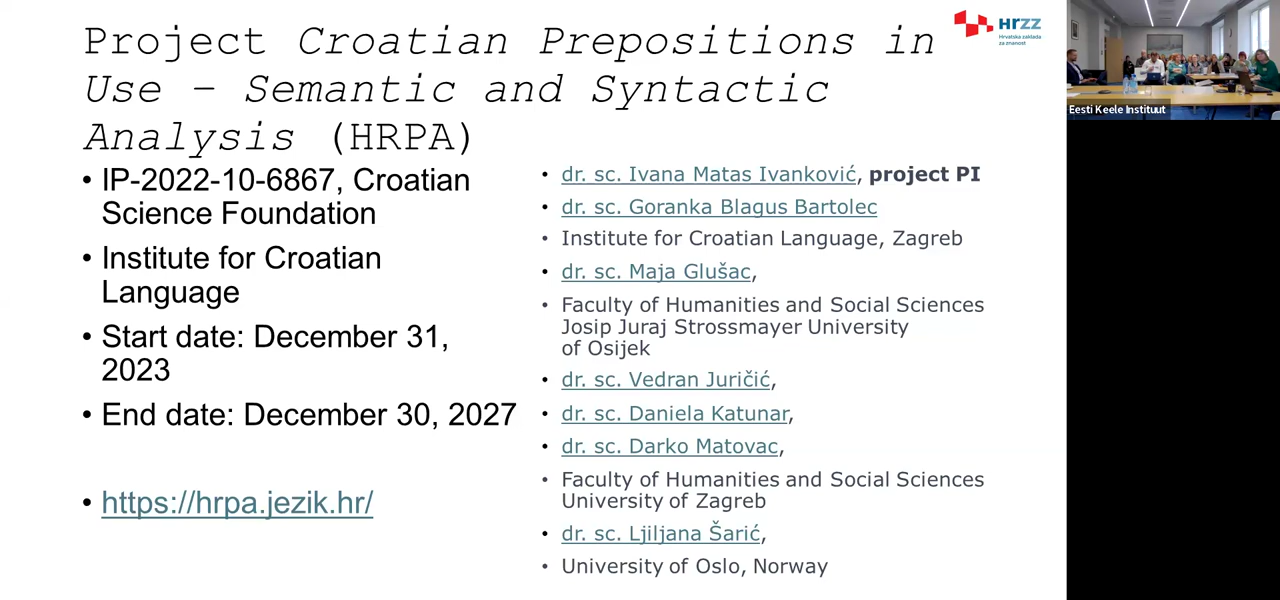 Project Croatian Prepositions in
Use – Semantic and Syntactic
Analysis (HRPA)
HRZZ
Hrvatska zaklada
za znanost
• IP-2022-10-6867, Croatian
Science Foundation
• Institute for Croatian
Language
• Start date: December 31,
2023
• End date: December 30, 2027
• https://hrpa.jezik.hr/
• dr. sc. Ivana Matas Ivanković, project PI
• dr. sc. Goranka Blagus Bartolec
• Institute for Croatian Language, Zagreb
• dr. sc. Maja Glušac,
• Faculty of Humanities and Social Sciences
Josip Juraj Strossmayer University
of Osijek
• dr. sc. Vedran Juričić,
• dr. sc. Daniela Katunar,
• dr. sc. Darko Matovac,
• Faculty of Humanities and Social Sciences
University of Zagreb
• dr. sc. Ljiljana Šarić,
• University of Oslo, Norway
Eesti Keele Instituut